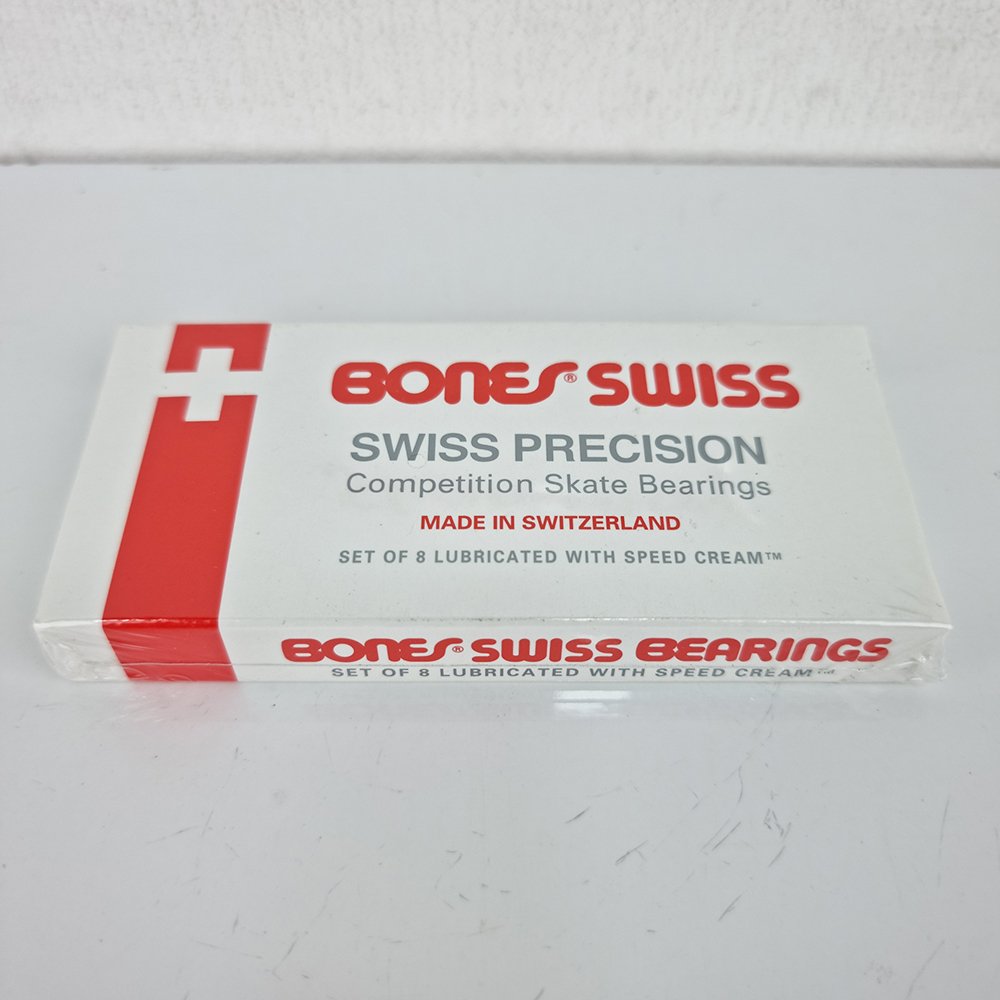 BONES® SWISS
SWISS PRECISION
Competition Skate Bearings
MADE IN SWITZERLAND
SET OF 8 LUBRICATED WITH SPEED CREAM™
BONES® SWISS BEARINGS
SET OF 8 LUBRICATED WITH SPEED CREAM™